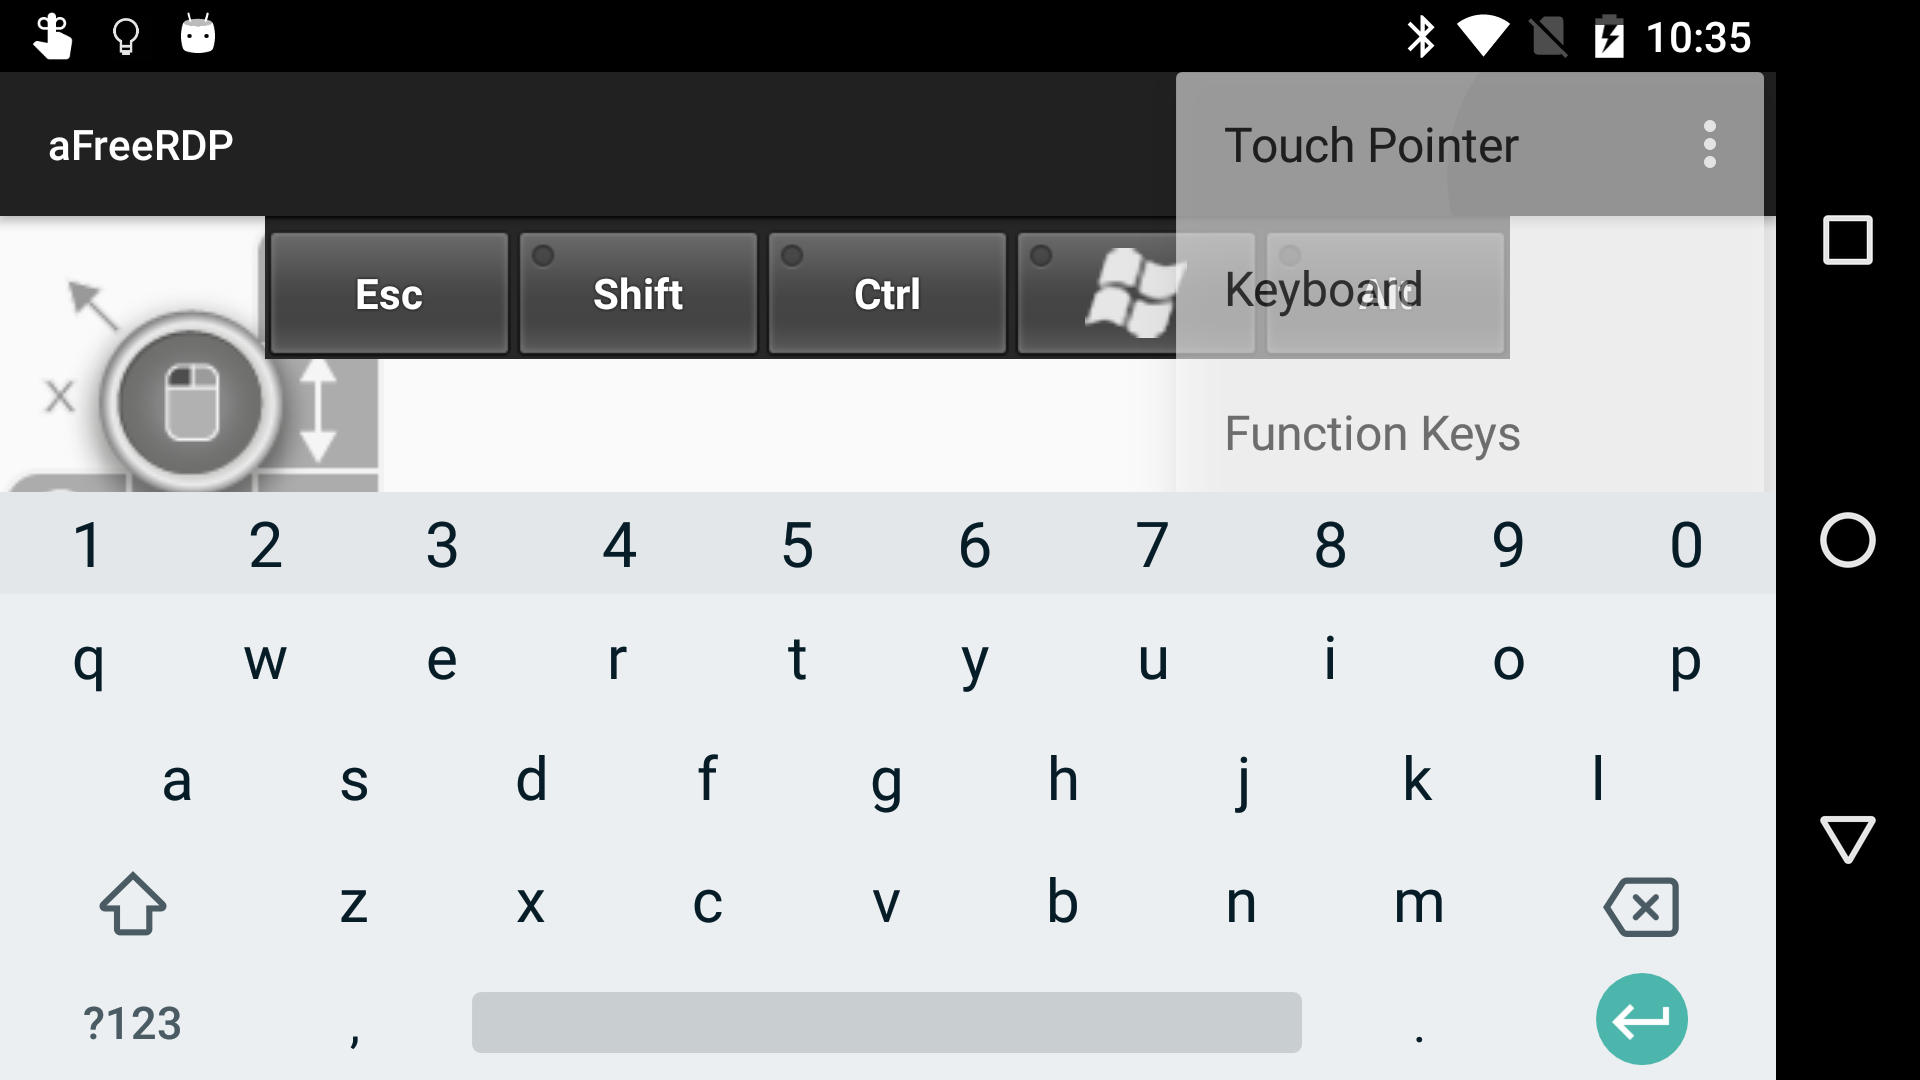 10:35
aFreeRDP
Touch Pointer
Esc Shift Ctrl Alt
Keyboard
Function Keys
1 2 3 4 5 6 7 8 9 0
q w e r t y u i o p
a s d f g h j k l
z x c v b n m
?123 , .